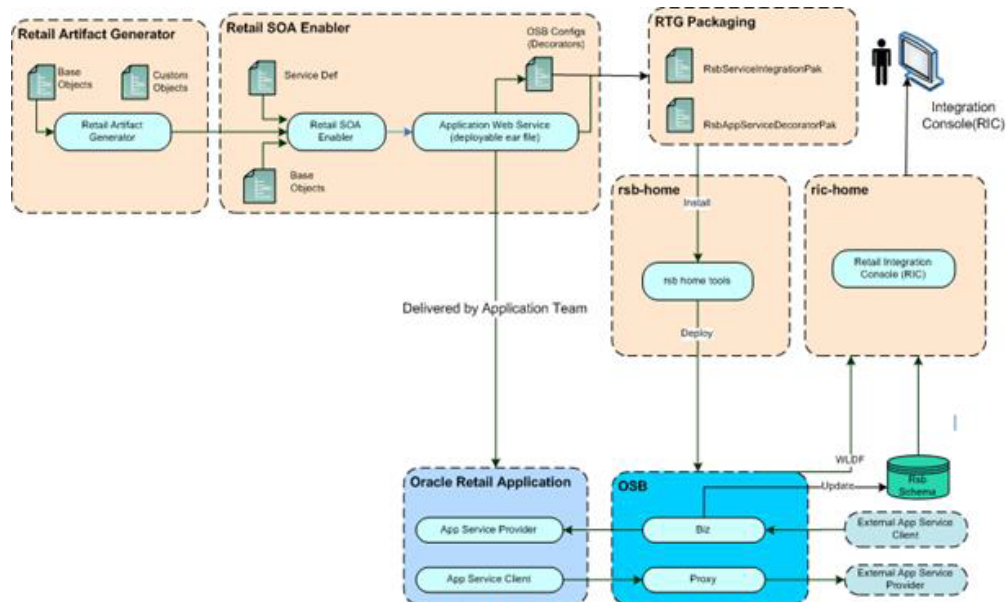 Retail Artifact Generator
Base
Objects
Custom
Objects
Retail Artifact
Generator
Retail SOA Enabler
Service Def
Retail SOA
Enabler
Base
Objects
Application Web Service
(deployable ear file)
OSB Configs
(Decorators)
RTG Packaging
RsbServiceIntegrationPak
RsbAppServiceDecoratorPak
Integration
Console(RIC)
rsb-home
Install
rsb home tools
Deploy
ric-home
Retail Integration
Console (RIC)
Delivered by Application Team
WLDF
Update
Rsb
Schema
Oracle Retail Application
App Service Provider
App Service Client
OSB
Biz
Proxy
External App Service
Client
External App Service
Provider